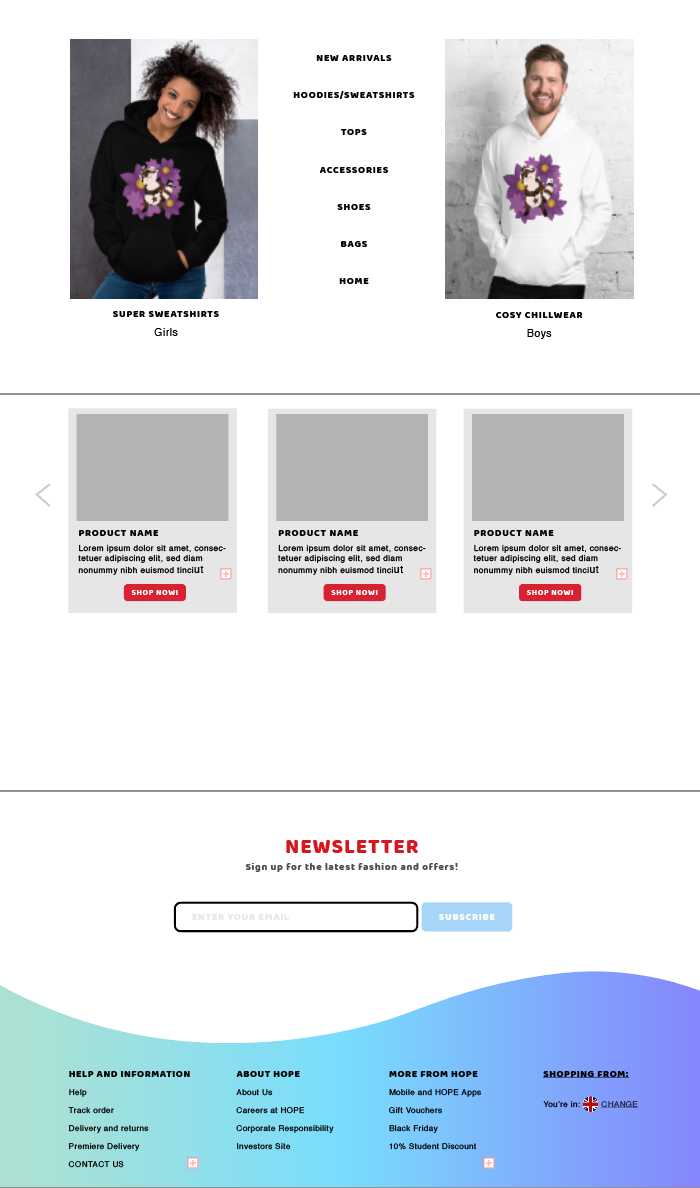 NEW ARRIVALS
HOODIES/SWEATSHIRTS
TOPS
ACCESSORIES
SHOES
BAGS
HOME
SUPER SWEATSHIRTS
Girls
COSY CHILLWEAR
Boys
PRODUCT NAME
Lorem ipsum dolor sit amet, consec-
tetuer adipiscing elit, sed diam
nonummy nibh euismod tinciut
SHOP NOW!
PRODUCT NAME
Lorem ipsum dolor sit amet, consec-
tetuer adipiscing elit, sed diam
nonummy nibh euismod tinciut
SHOP NOW!
PRODUCT NAME
Lorem ipsum dolor sit amet, consec-
tetuer adipiscing elit, sed diam
nonummy nibh euismod tinciut
SHOP NOW!
NEWSLETTER
Sign up for the latest fashion and offers!
ENTER YOUR EMAIL
SUBSCRIBE
HELP AND INFORMATION
Help
Track order
Delivery and returns
Premiere Delivery
CONTACT US
ABOUT HOPE
About Us
Careers at HOPE
Corporate Responsibility
Investors Site
MORE FROM HOPE
Mobile and HOPE Apps
Gift Vouchers
Black Friday
10% Student Discount
SHOPPING FROM:
You're in: CHANGE